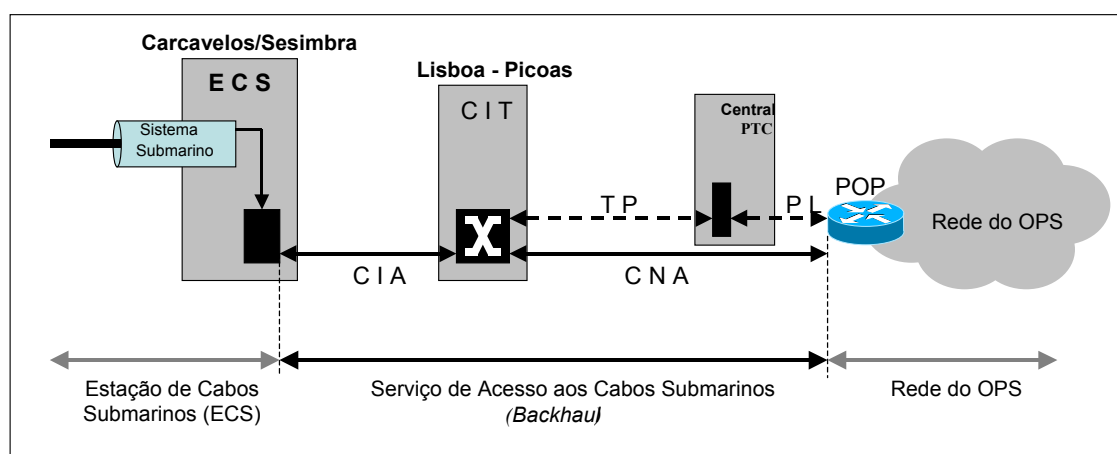 Carcavelos/Sesimbra
E C S
Sistema
Submarino
Lisboa - Picoas
C I T
Central
PTC
T P
P L
POP
Rede do OPS
C I A
C N A
Estação de Cabos
Submarinos (ECS)
Serviço de Acesso aos Cabos Submarinos
(Backhaul)
Rede do OPS